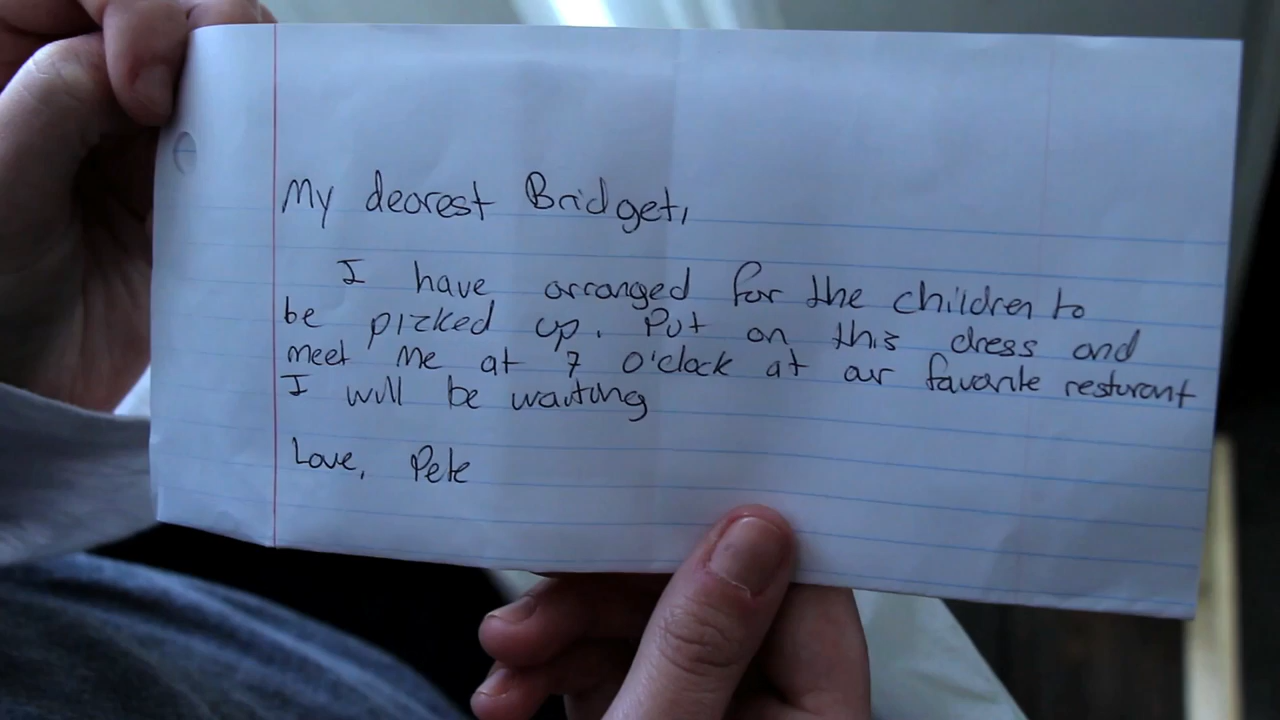 My dearest Bridget,
I have arranged for the children to
be picked up. Put on this dress and
meet me at 7 o'clock at our favorite resturant
I will be waiting
Love, Pete